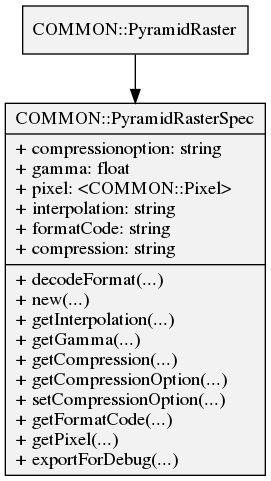 COMMON::PyramidRaster
COMMON::PyramidRasterSpec
+ compressionoption: string
+ gamma: float
+ pixel: <COMMON::Pixel>
+ interpolation: string
+ formatCode: string
+ compression: string
+ decodeFormat(...)
+ new(...)
+ getInterpolation(...)
+ getGamma(...)
+ getCompression(...)
+ getCompressionOption(...)
+ setCompressionOption(...)
+ getFormatCode(...)
+ getPixel(...)
+ exportForDebug(...)